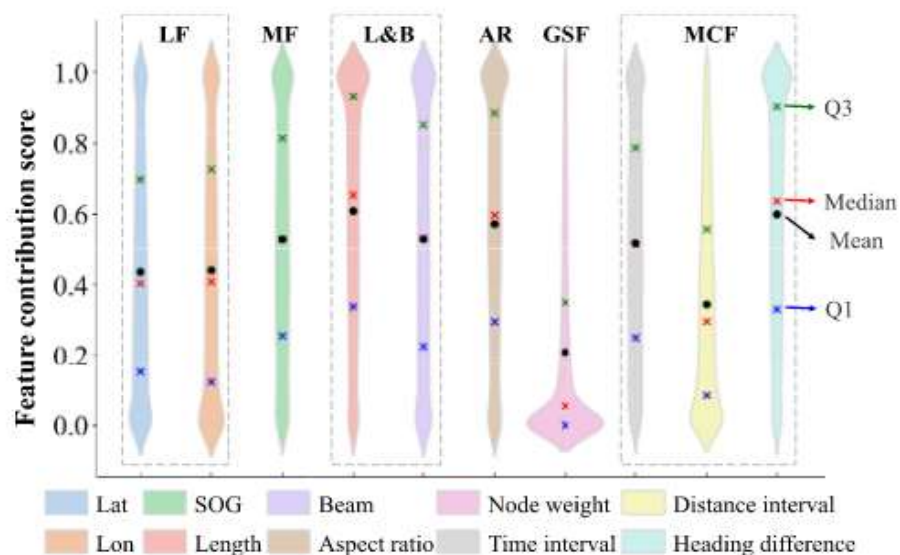 LF MF L&B AR GSF MCF
Feature contribution score
1.0
0.8
0.6
0.4
0.2
0.0
Q3
Median
Mean
Q1
Lat SOG Beam Node weight Distance interval
Lon Length Aspect ratio Time interval Heading difference